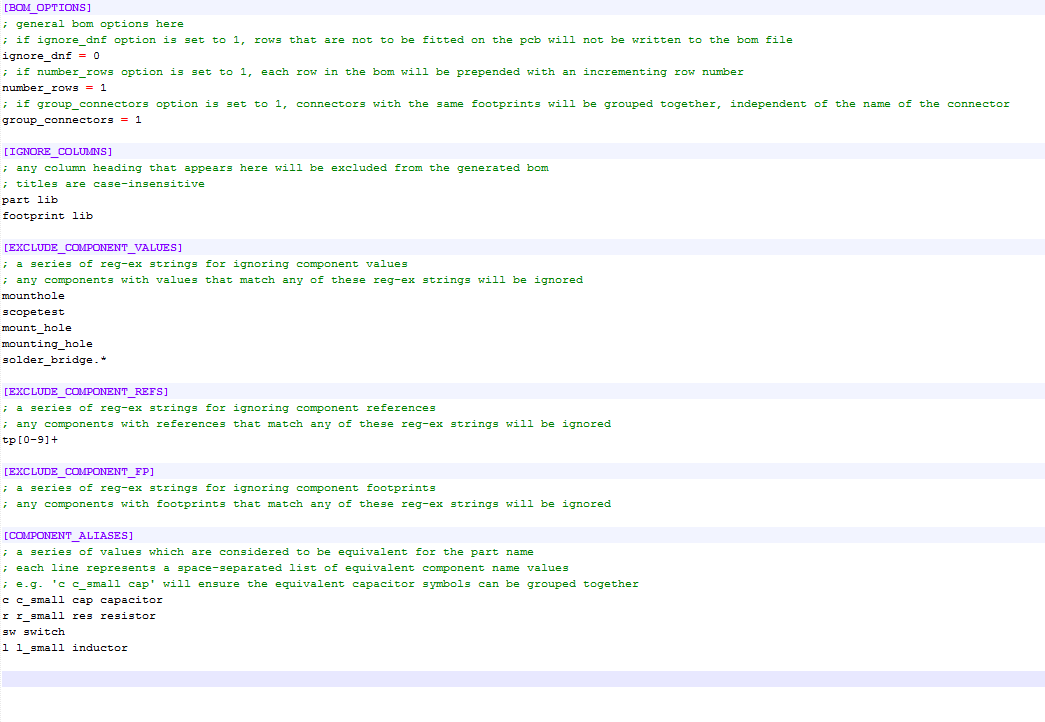 [BOM_OPTIONS]
; general bom options here
; if ignore_dnf option is set to 1, rows that are not to be fitted on the pcb will not be written to the bom file
ignore_dnf = 0
; if number_rows option is set to 1, each row in the bom will be prepended with an incrementing row number
number_rows = 1
; if group_connectors option is set to 1, connectors with the same footprints will be grouped together, independent of the name of the connector
group_connectors = 1
[IGNORE_COLUMNS]
; any column heading that appears here will be excluded from the generated bom
; titles are case-insensitive
part lib
footprint lib
[EXCLUDE_COMPONENT_VALUES]
; a series of reg-ex strings for ignoring component values
; any components with values that match any of these reg-ex strings will be ignored
mounthole
scopetest
mount_hole
mounting_hole
solder_bridge.*
[EXCLUDE_COMPONENT_REFS]
; a series of reg-ex strings for ignoring component references
; any components with references that match any of these reg-ex strings will be ignored
tp[0-9]+
[EXCLUDE_COMPONENT_FP]
; a series of reg-ex strings for ignoring component footprints
; any components with footprints that match any of these reg-ex strings will be ignored
[COMPONENT_ALIASES]
; a series of values which are considered to be equivalent for the part name
; each line represents a space-separated list of equivalent component name values
; e.g. 'c c_small cap' will ensure the equivalent capacitor symbols can be grouped together
c c_small cap capacitor
r r_small res resistor
sw switch
l l_small inductor